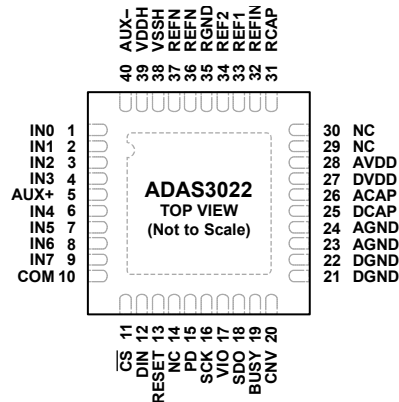 40 AUX–
39 VDDH
38 VSSH
37 REFN
36 REFN
35 RGND
34 REF2
33 REF1
32 REFIN
31 RCAP
IN0 1
IN1 2
IN2 3
IN3 4
AUX+ 5
IN4 6
IN5 7
IN6 8
IN7 9
COM 10
ADAS3022
TOP VIEW
(Not to Scale)
30 NC
29 NC
28 AVDD
27 DVDD
26 ACAP
25 DCAP
24 AGND
23 AGND
22 DGND
21 DGND
C̅S̅ 11
DIN 12
RESET 13
NC 14
PD 15
SCK 16
VIO 17
SDO 18
BUSY 19
CNV 20